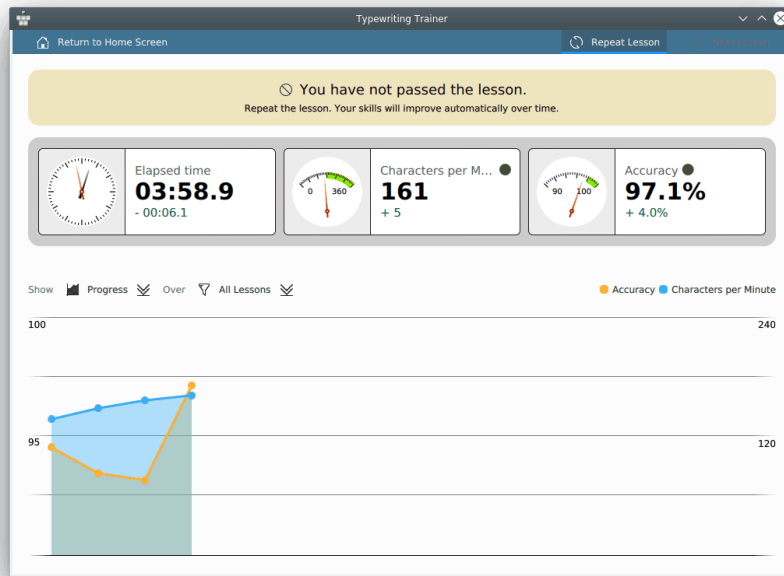 Typewriting Trainer
Return to Home Screen
Repeat Lesson
You have not passed the lesson.
Repeat the lesson. Your skills will improve automatically over time.
Elapsed time
03:58.9
- 00:06.1
0 360
Characters per M...
161
+ 5
90 100
Accuracy
97.1%
+ 4.0%
Show Progress Over All Lessons
Accuracy Characters per Minute
100 240
95 120